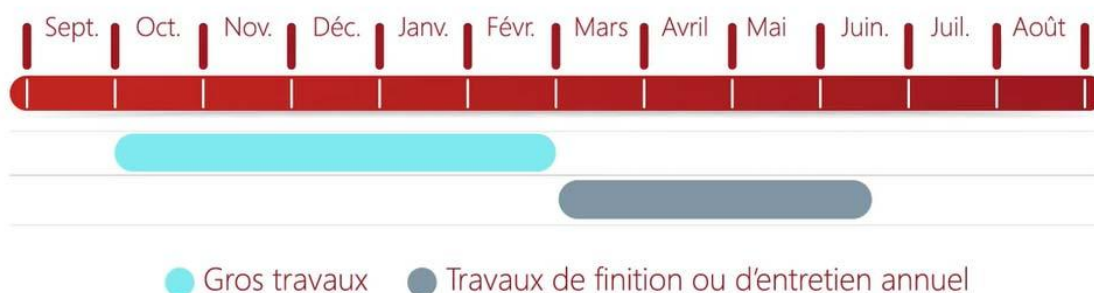 Sept. Oct. Nov. Déc. Janv. Févr. Mars Avril Mai Juin. Juil. Août
Gros travaux Travaux de finition ou d'entretien annuel